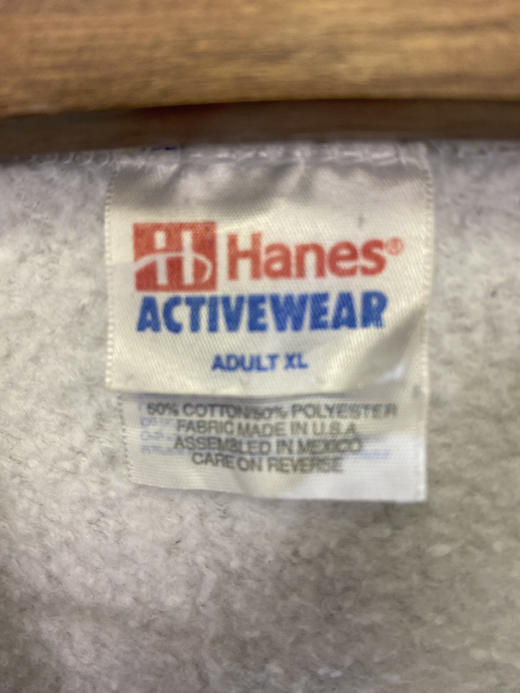 Hanes®
ACTIVEWEAR
ADULT XL
50% COTTON/50% POLYESTER
FABRIC MADE IN U.S.A.
ASSEMBLED IN MEXICO
CARE ON REVERSE